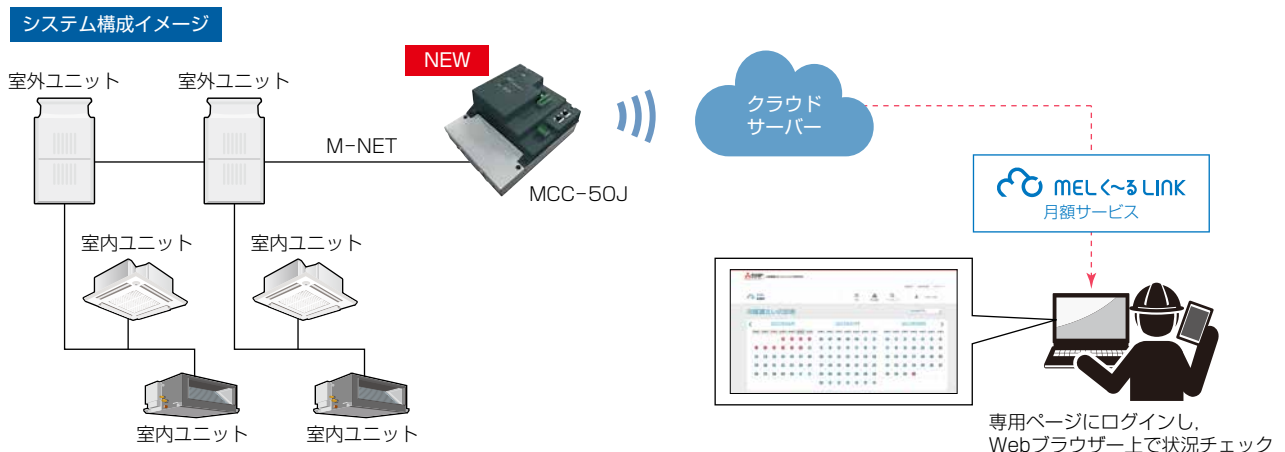 システム構成イメージ
NEW
室外ユニット
室外ユニット
M-NET
MCC-50J
クラウド
サーバー
MELく〜るLINK
月額サービス
室内ユニット
室内ユニット
室内ユニット
室内ユニット
専用ページにログインし,
Webブラウザー上で状況チェック